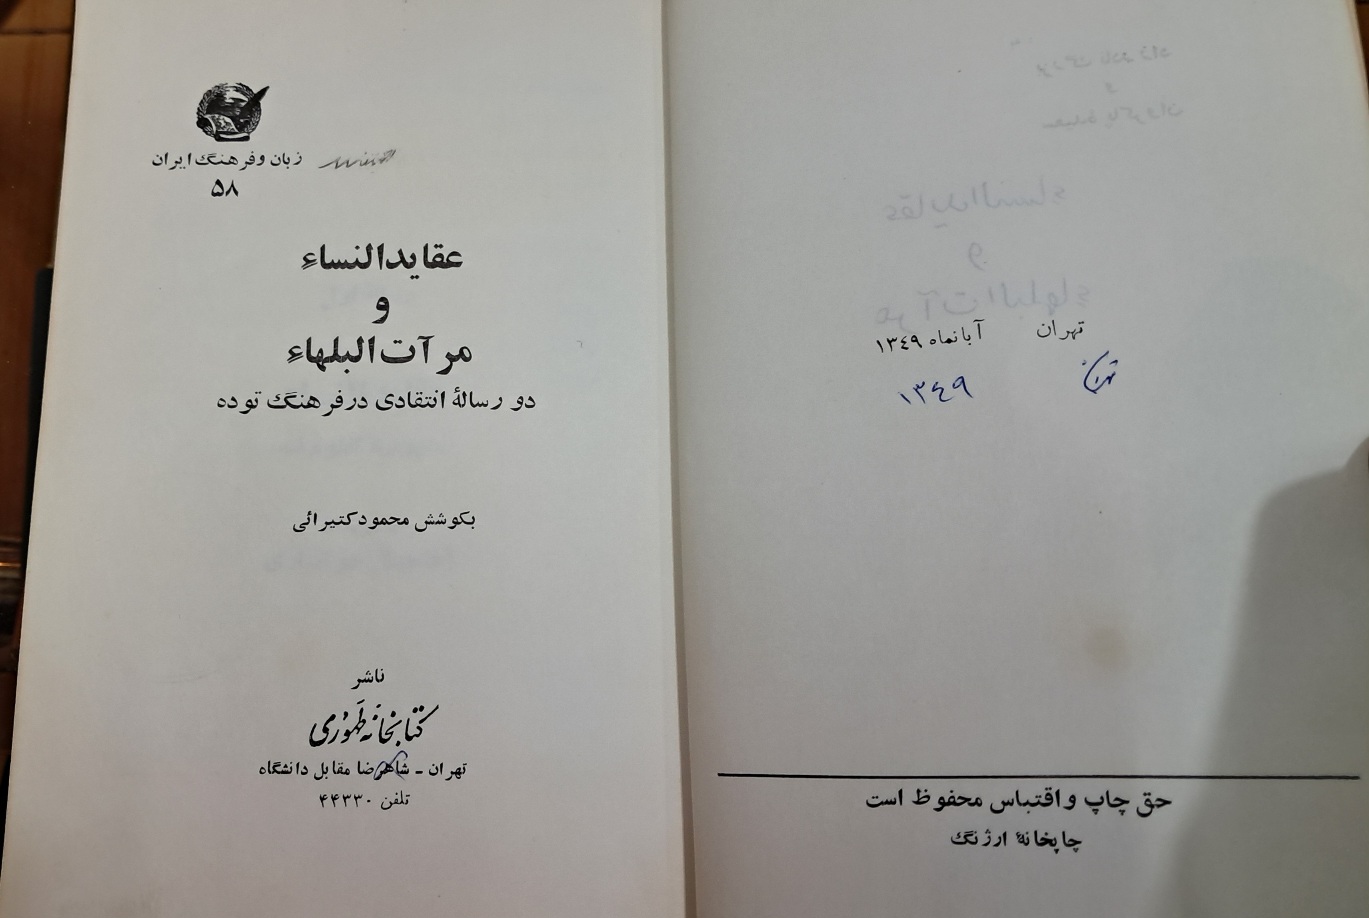 زبان و فرهنگ ایران
۵۸
عقایدالنساء
و
مرآت البلهاء
دو رسالهٔ انتقادی در فرهنگ توده
بکوشش محمود کتیرائی
ناشر
کتابخانه طهوری
تهران - شاهرضا مقابل دانشگاه
تلفن ۴۴۳۳۰
تهران آبانماه ۱۳۴۹
تهران ۱۳۴۹
حق چاپ و اقتباس محفوظ است
چاپخانهٔ ارژنگ